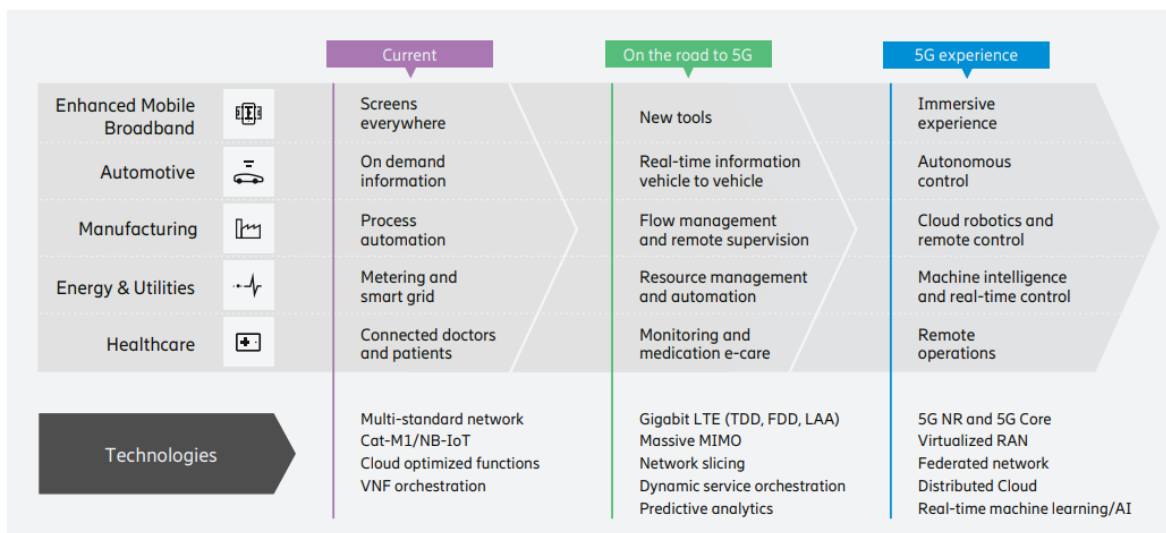 Current
On the road to 5G
5G experience
Enhanced Mobile
Broadband
Screens
everywhere
New tools
Immersive
experience
Automotive
On demand
information
Real-time information
vehicle to vehicle
Autonomous
control
Manufacturing
Process
automation
Flow management
and remote supervision
Cloud robotics and
remote control
Energy & Utilities
Metering and
smart grid
Resource management
and automation
Machine intelligence
and real-time control
Healthcare
Connected doctors
and patients
Monitoring and
medication e-care
Remote
operations
Technologies
Multi-standard network
Cat-M1/NB-IoT
Cloud optimized functions
VNF orchestration
Gigabit LTE (TDD, FDD, LAA)
Massive MIMO
Network slicing
Dynamic service orchestration
Predictive analytics
5G NR and 5G Core
Virtualized RAN
Federated network
Distributed Cloud
Real-time machine learning/AI